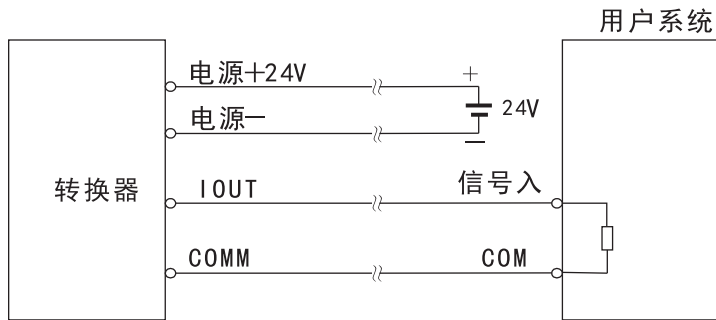 用户系统
电源+24V
+
24V
电源—
—
转换器
IOUT
信号入
COMM
COM